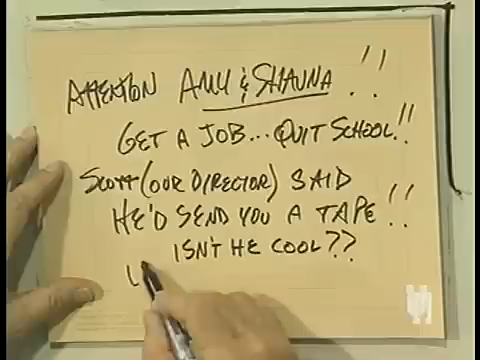 ATTENTION AMY & SHAUNA !!
GET A JOB... QUIT SCHOOL!!
SCOTT (OUR DIRECTOR) SAID
HE'D SEND YOU A TAPE !!
ISN'T HE COOL??